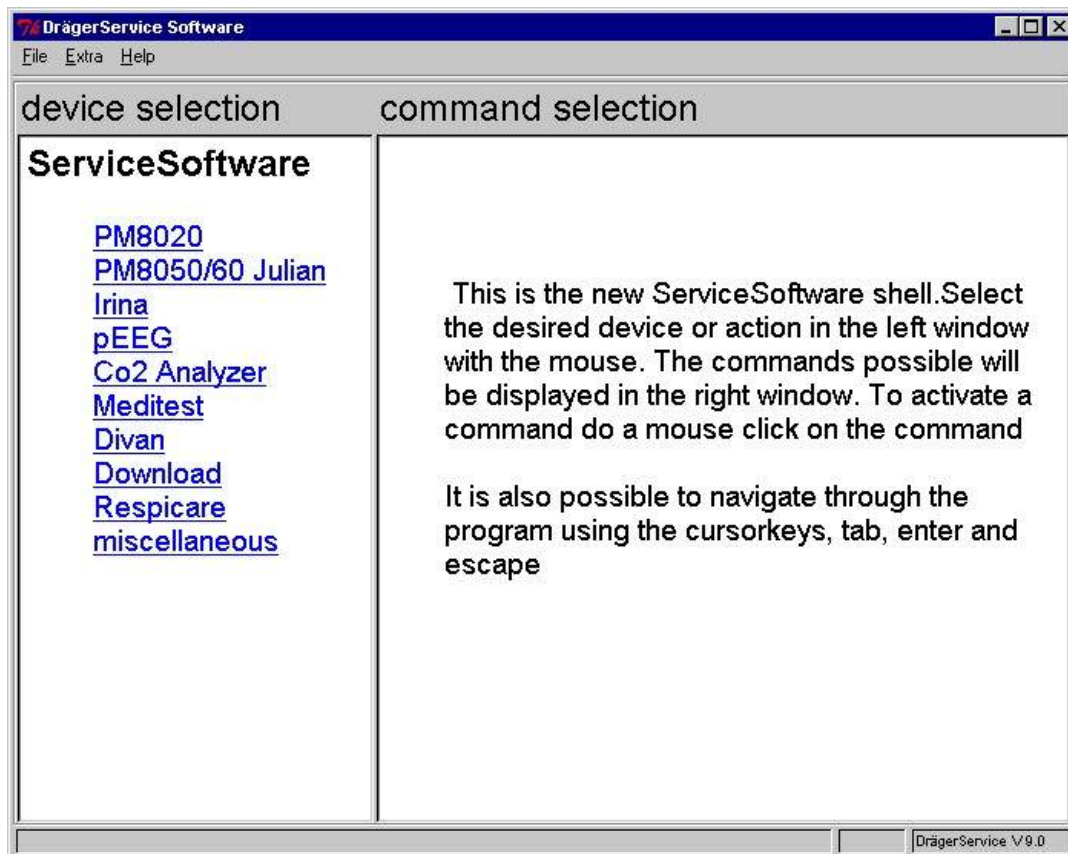 DrägerService Software
File Extra Help
device selection
command selection
ServiceSoftware
PM8020
PM8050/60 Julian
Irina
pEEG
Co2 Analyzer
Meditest
Divan
Download
Respicare
miscellaneous
This is the new ServiceSoftware shell.Select
the desired device or action in the left window
with the mouse. The commands possible will
be displayed in the right window. To activate a
command do a mouse click on the command
It is also possible to navigate through the
program using the cursorkeys, tab, enter and
escape
DrägerService V9.0